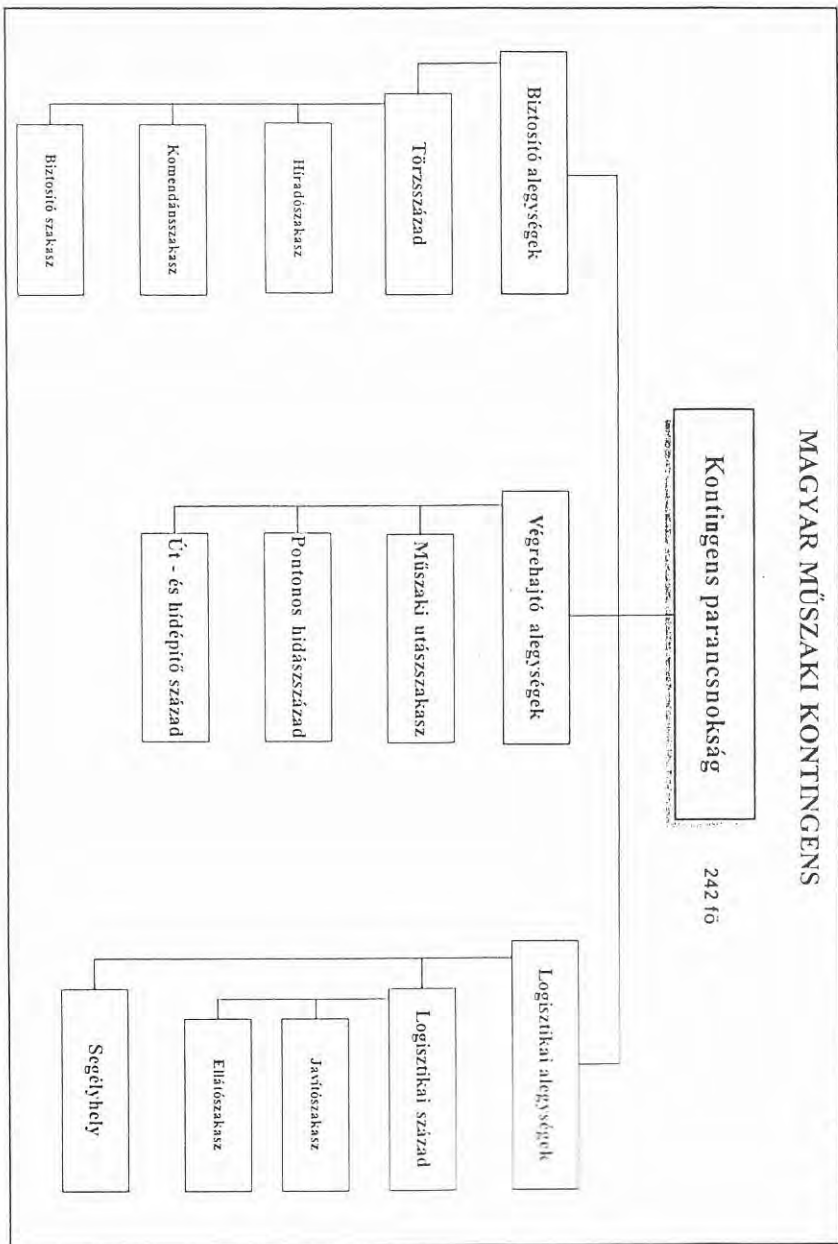 MAGYAR MŰSZAKI KONTINGENS
Kontingens parancsnokság
242 fő
Biztosító alegységek
Törzsszázad
Híradószakasz
Komendánsszakasz
Biztosító szakasz
Végrehajtó alegységek
Műszaki utászszakasz
Pontonos hidászszázad
Út - és hídépítő század
Logisztikai alegységek
Logisztikai század
Javítószakasz
Ellátószakasz
Segélyhely